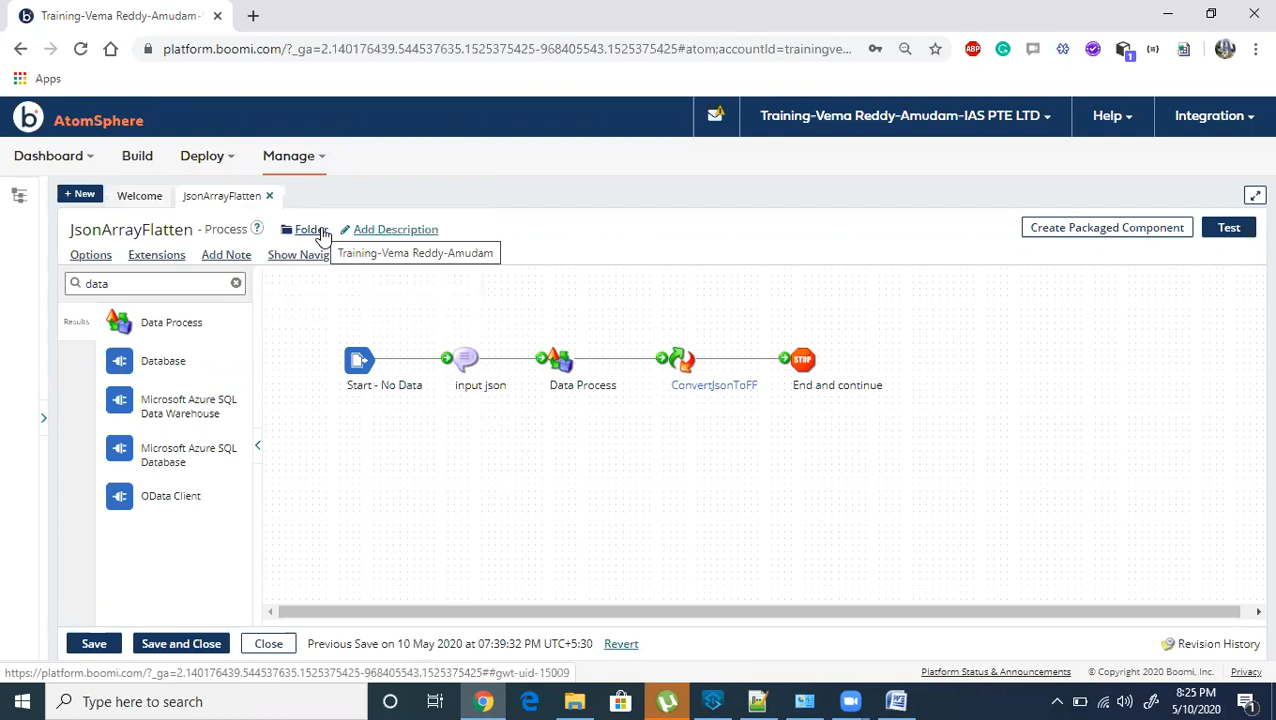 Training-Vema Reddy-Amudam-
platform.boomi.com/?_ga=2.140176439.544537635.1525375425-968405543.1525375425#atom;accountId=trainingve...
ABP
1
Apps
b
AtomSphere
Training-Vema Reddy-Amudam-IAS PTE LTD
Help
Integration
Dashboard
Build
Deploy
Manage
+ New
Welcome
JsonArrayFlatten
JsonArrayFlatten - Process
Folder
Add Description
Create Packaged Component
Test
Training-Vema Reddy-Amudam
Options
Extensions
Add Note
Show Navig
data
Results
Data Process
Database
Microsoft Azure SQL
Data Warehouse
Microsoft Azure SQL
Database
OData Client
STOP
Start - No Data
input json
Data Process
ConvertJsonToFF
End and continue
Save
Save and Close
Close
Previous Save on 10 May 2020 07:39:32 PM UTC+5:30
Revert
Revision History
https://platform.boomi.com/?_ga=2.140176439.544537635.1525375425-968405543.1525375425##gwt-uid-15009
Platform Status & Announcements
© Copyright 2020 Boomi, Inc.
Privacy
Type here to search
8:25 PM
5/10/2020
1